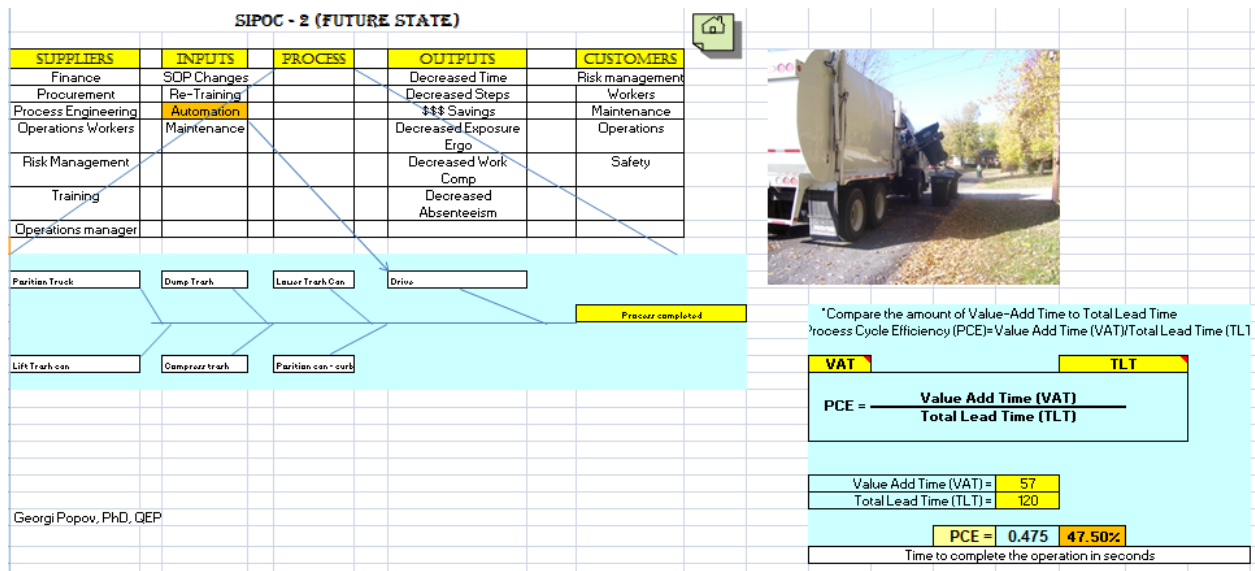 SIPOC - 2 (FUTURE STATE)
SUPPLIERS INPUTS PROCESS OUTPUTS CUSTOMERS
Finance SOP Changes Decreased Time Risk management
Procurement Re-Training Decreased Steps Workers
Process Engineering Automation $$$ Savings Maintenance
Operations Workers Maintenance Decreased Exposure Operations
Ergo
Risk Management Decreased Work Safety
Comp
Training Decreased
Absenteeism
Operations manager
Parition Truck Dump Trash Lower Trash Can Drive
Process completed
Lift Trash can Compress trash Parition can - curb
"Compare the amount of Value-Add Time to Total Lead Time
Process Cycle Efficiency (PCE)=Value Add Time (VAT)/Total Lead Time (TLT
VAT TLT
PCE = Value Add Time (VAT)
Total Lead Time (TLT)
Value Add Time (VAT) = 57
Total Lead Time (TLT) = 120
Georgi Popov, PhD, QEP
PCE = 0.475 47.50%
Time to complete the operation in seconds